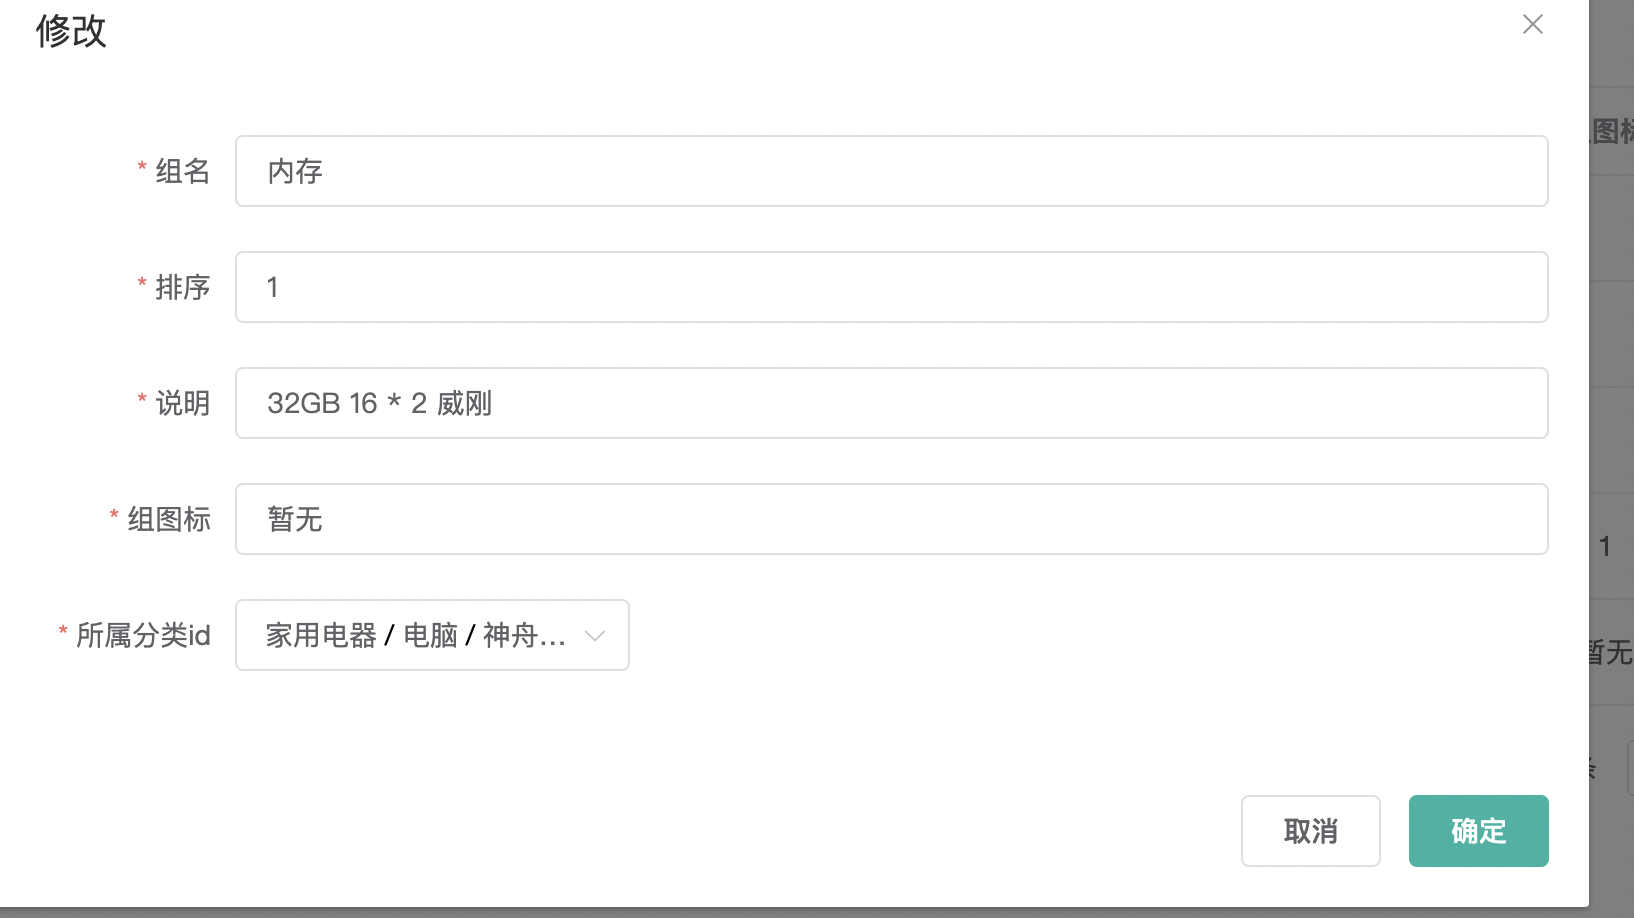 修改
图标
* 组名 内存
* 排序 1
* 说明 32GB 16 * 2 威刚
* 组图标 暂无
1
* 所属分类id 家用电器 / 电脑 / 神舟...
暂无
条
取消 确定